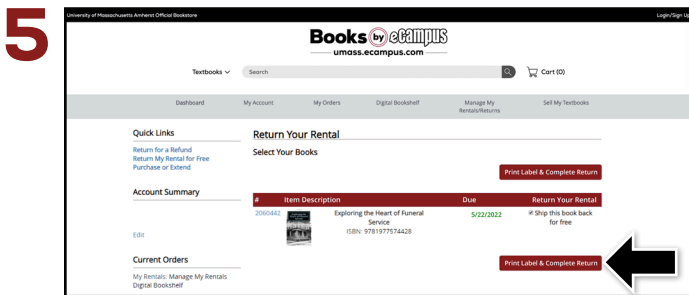 5
University of Massachusetts Amherst Official Bookstore
Login/Sign Up
Books by ecampus
umass.ecampus.com
Textbooks
Search
Cart (0)
Dashboard
My Account
My Orders
Digital Bookshelf
Manage My
Rentals/Returns
Sell My Textbooks
Quick Links
Return for a Refund
Return My Rental for Free
Purchase or Extend
Account Summary
Edit
Current Orders
My Rentals: Manage My Rentals
Digital Bookshelf
Return Your Rental
Select Your Books
Print Label & Complete Return
# Item Description Due Return Your Rental
2060442 Exploring the Heart of Funeral 5/22/2022 Ship this book back
Service for free
ISBN: 9781977574428
Print Label & Complete Return